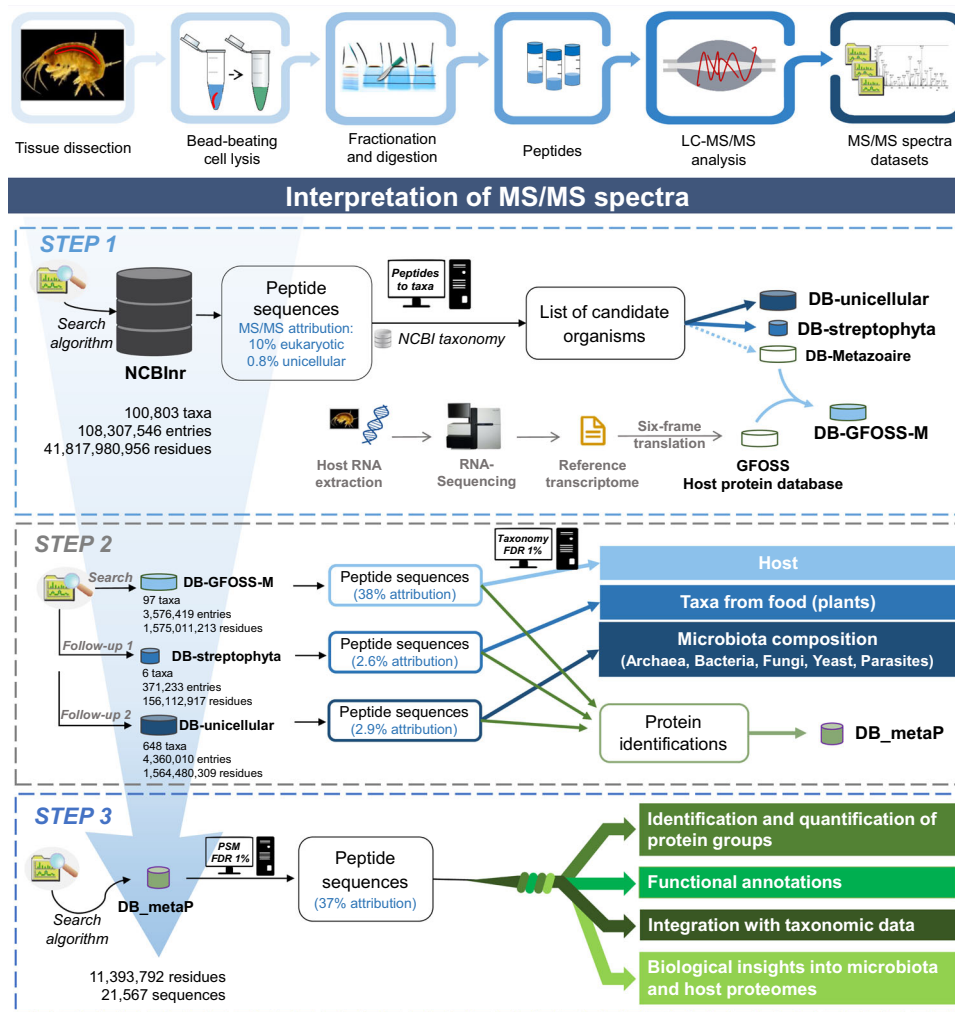 Tissue dissection
Bead-beating
cell lysis
Fractionation
and digestion
Peptides
LC-MS/MS
analysis
MS/MS spectra
datasets
Interpretation of MS/MS spectra
STEP 1
Search
algorithm
NCBInr
100,803 taxa
108,307,546 entries
41,817,980,956 residues
Peptide
sequences
MS/MS attribution:
10% eukaryotic
0.8% unicellular
Peptides
to taxa
NCBI taxonomy
List of candidate
organisms
DB-unicellular
DB-streptophyta
DB-Metazoaire
DB-GFOSS-M
Host RNA
extraction
RNA-
Sequencing
Reference
transcriptome
Six-frame
translation
GFOSS
Host protein database
STEP 2
Search
DB-GFOSS-M
97 taxa
3,576,419 entries
1,575,011,213 residues
Follow-up 1
DB-streptophyta
6 taxa
371,233 entries
156,112,917 residues
Follow-up 2
DB-unicellular
648 taxa
4,360,010 entries
1,564,480,309 residues
Peptide sequences
(38% attribution)
Peptide sequences
(2.6% attribution)
Peptide sequences
(2.9% attribution)
Taxonomy
FDR 1%
Host
Taxa from food (plants)
Microbiota composition
(Archaea, Bacteria, Fungi, Yeast, Parasites)
Protein
identifications
DB_metaP
STEP 3
Search
algorithm
DB_metaP
11,393,792 residues
21,567 sequences
PSM
FDR 1%
Peptide
sequences
(37% attribution)
Identification and quantification of
protein groups
Functional annotations
Integration with taxonomic data
Biological insights into microbiota
and host proteomes